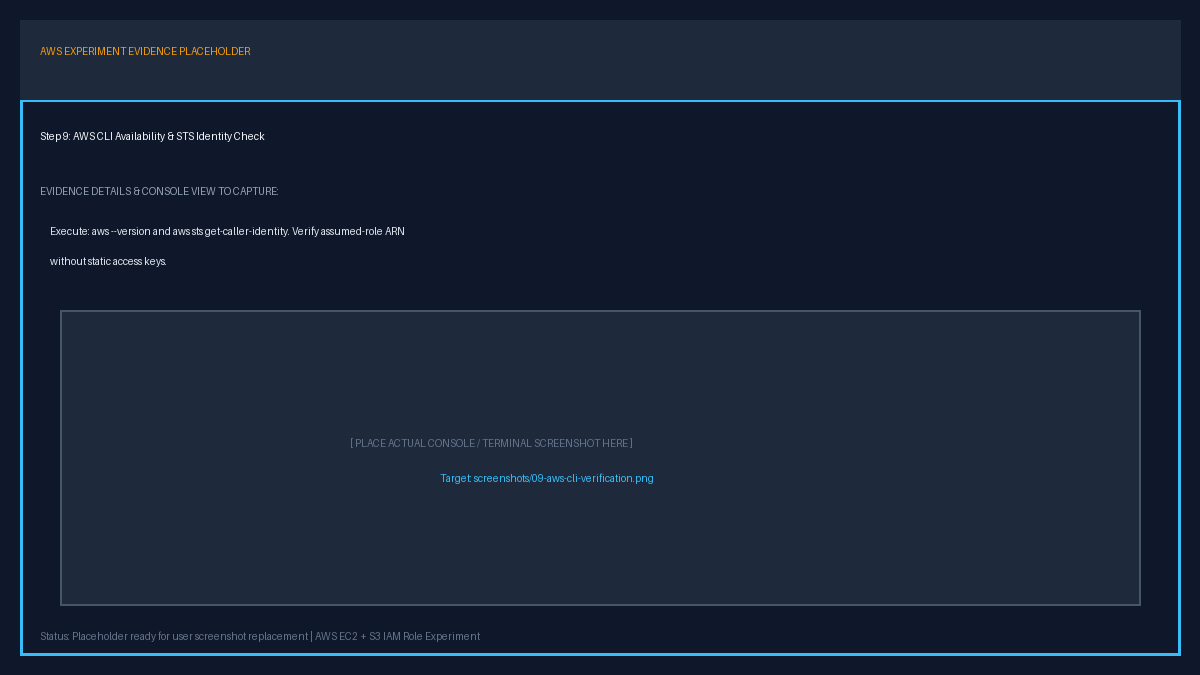 AWS EXPERIMENT EVIDENCE PLACEHOLDER
Step 9: AWS CLI Availability & STS Identity Check
EVIDENCE DETAILS & CONSOLE VIEW TO CAPTURE:
Execute: aws --version and aws sts get-caller-identity. Verify assumed-role ARN
without static access keys.
[ PLACE ACTUAL CONSOLE / TERMINAL SCREENSHOT HERE ]
Target: screenshots/09-aws-cli-verification.png
Status: Placeholder ready for user screenshot replacement | AWS EC2 + S3 IAM Role Experiment